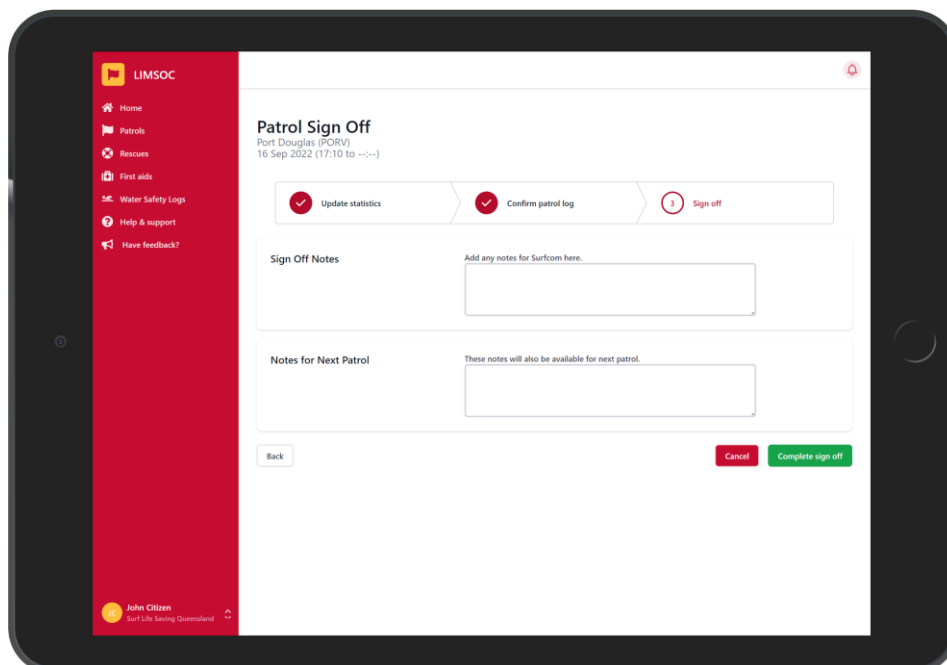 LIMSOC
Home
Patrols
Rescues
First aids
Water Safety Logs
Help & support
Have feedback?
Patrol Sign Off
Port Douglas (PORV)
16 Sep 2022 (17:10 to --:--)
Update statistics
Confirm patrol log
3 Sign off
Sign Off Notes
Add any notes for Surfcom here.
Notes for Next Patrol
These notes will also be available for next patrol.
Back
Cancel
Complete sign off
JC
John Citizen
Surf Life Saving Queensland